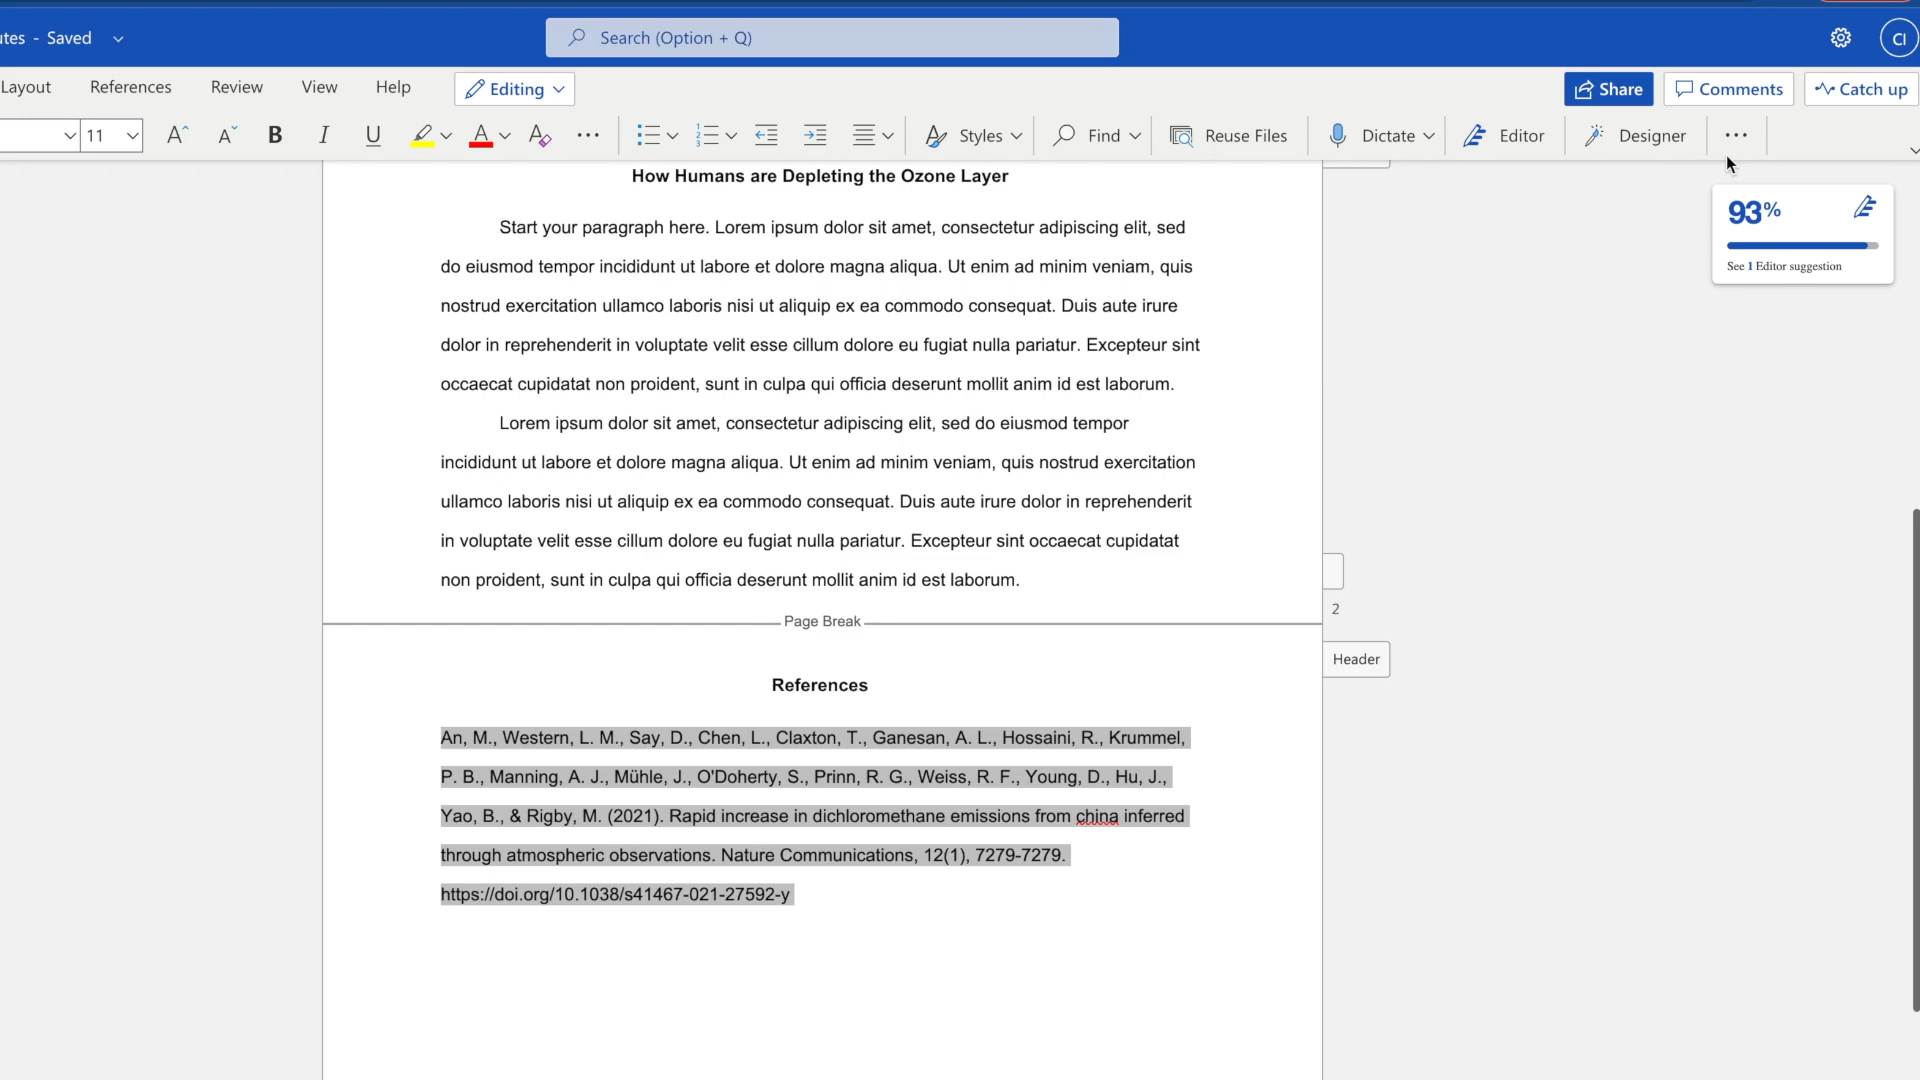 utes - Saved
Search (Option + Q)
CI
Layout References Review View Help Editing Share Comments Catch up
11 A A B I U A A Styles Find Reuse Files Dictate Editor Designer
93%
See 1 Editor suggestion
How Humans are Depleting the Ozone Layer
Start your paragraph here. Lorem ipsum dolor sit amet, consectetur adipiscing elit, sed
do eiusmod tempor incididunt ut labore et dolore magna aliqua. Ut enim ad minim veniam, quis
nostrud exercitation ullamco laboris nisi ut aliquip ex ea commodo consequat. Duis aute irure
dolor in reprehenderit in voluptate velit esse cillum dolore eu fugiat nulla pariatur. Excepteur sint
occaecat cupidatat non proident, sunt in culpa qui officia deserunt mollit anim id est laborum.
Lorem ipsum dolor sit amet, consectetur adipiscing elit, sed do eiusmod tempor
incididunt ut labore et dolore magna aliqua. Ut enim ad minim veniam, quis nostrud exercitation
ullamco laboris nisi ut aliquip ex ea commodo consequat. Duis aute irure dolor in reprehenderit
in voluptate velit esse cillum dolore eu fugiat nulla pariatur. Excepteur sint occaecat cupidatat
non proident, sunt in culpa qui officia deserunt mollit anim id est laborum.
2
Page Break
Header
References
An, M., Western, L. M., Say, D., Chen, L., Claxton, T., Ganesan, A. L., Hossaini, R., Krummel,
P. B., Manning, A. J., Mühle, J., O'Doherty, S., Prinn, R. G., Weiss, R. F., Young, D., Hu, J.,
Yao, B., & Rigby, M. (2021). Rapid increase in dichloromethane emissions from china inferred
through atmospheric observations. Nature Communications, 12(1), 7279-7279.
https://doi.org/10.1038/s41467-021-27592-y